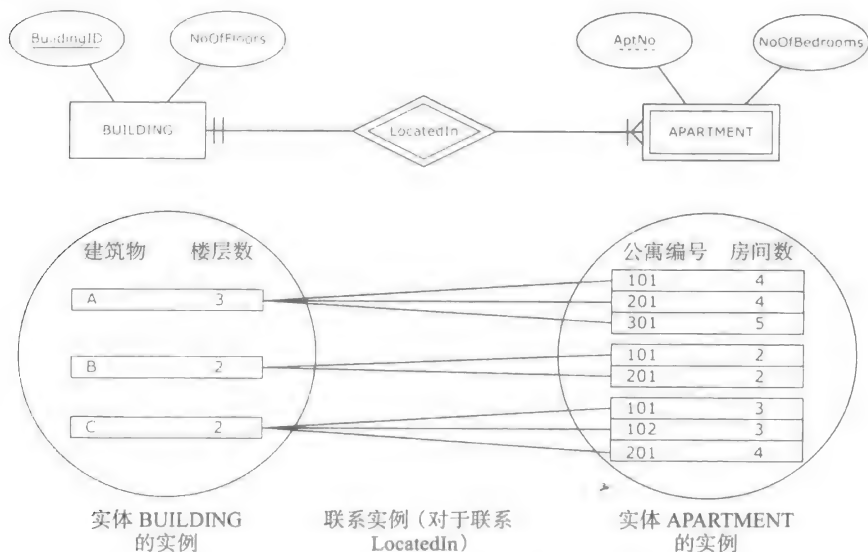 BuildingID NoOfFloors AptNo NoOfBedrooms
BUILDING LocatedIn APARTMENT
建筑物 楼层数 公寓编号 房间数
101 4
A 3 201 4
301 5
101 2
B 2 201 2
101 3
C 2 102 3
201 4
实体 BUILDING 联系实例（对于联系 实体 APARTMENT
的实例 LocatedIn） 的实例